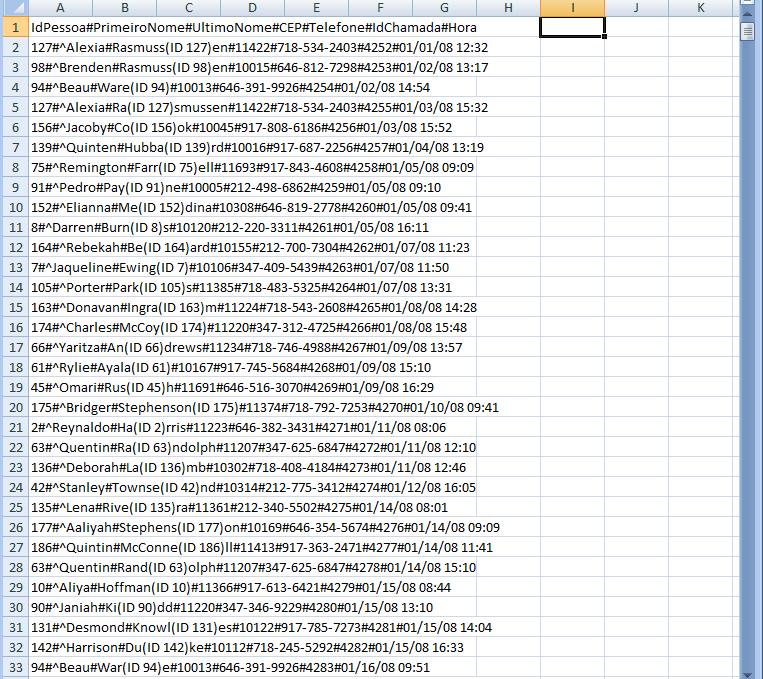 A B C D E F G H I J K
1 IdPessoa#PrimeiroNome#UltimoNome#CEP#Telefone#IdChamada#Hora
2 127#^Alexia#Rasmuss(ID 127)en#11422#718-534-2403#4252#01/01/08 12:32
3 98#^Brenden#Rasmuss(ID 98)en#10015#646-812-7298#4253#01/02/08 13:17
4 94#^Beau#Ware(ID 94)#10013#646-391-9926#4254#01/02/08 14:54
5 127#^Alexia#Ra(ID 127)smussen#11422#718-534-2403#4255#01/03/08 15:32
6 156#^Jacoby#Co(ID 156)ok#10045#917-808-6186#4256#01/03/08 15:52
7 139#^Quinten#Hubba(ID 139)rd#10016#917-687-2256#4257#01/04/08 13:19
8 75#^Remington#Farr(ID 75)ell#11693#917-843-4608#4258#01/05/08 09:09
9 91#^Pedro#Pay(ID 91)ne#10005#212-498-6862#4259#01/05/08 09:10
10 152#^Elianna#Me(ID 152)dina#10308#646-819-2778#4260#01/05/08 09:41
11 8#^Darren#Burn(ID 8)s#10120#212-220-3311#4261#01/05/08 16:11
12 164#^Rebekah#Be(ID 164)ard#10155#212-700-7304#4262#01/07/08 11:23
13 7#^Jaqueline#Ewing(ID 7)#10106#347-409-5439#4263#01/07/08 11:50
14 105#^Porter#Park(ID 105)s#11385#718-483-5325#4264#01/07/08 13:31
15 163#^Donavan#Ingra(ID 163)m#11224#718-543-2608#4265#01/08/08 14:28
16 174#^Charles#McCoy(ID 174)#11220#347-312-4725#4266#01/08/08 15:48
17 66#^Yaritza#An(ID 66)drews#11234#718-746-4988#4267#01/09/08 13:57
18 61#^Rylie#Ayala(ID 61)#10167#917-745-5684#4268#01/09/08 15:10
19 45#^Omari#Rus(ID 45)h#11691#646-516-3070#4269#01/09/08 16:29
20 175#^Bridger#Stephenson(ID 175)#11374#718-792-7253#4270#01/10/08 09:41
21 2#^Reynaldo#Ha(ID 2)rris#11223#646-382-3431#4271#01/11/08 08:06
22 63#^Quentin#Ra(ID 63)ndolph#11207#347-625-6847#4272#01/11/08 12:10
23 136#^Deborah#La(ID 136)mb#10302#718-408-4184#4273#01/11/08 12:46
24 42#^Stanley#Townse(ID 42)nd#10314#212-775-3412#4274#01/12/08 16:05
25 135#^Lena#Rive(ID 135)ra#11361#212-340-5502#4275#01/14/08 08:01
26 177#^Aaliyah#Stephens(ID 177)on#10169#646-354-5674#4276#01/14/08 09:09
27 186#^Quintin#McConne(ID 186)ll#11413#917-363-2471#4277#01/14/08 11:41
28 63#^Quentin#Rand(ID 63)olph#11207#347-625-6847#4278#01/14/08 15:10
29 10#^Aliya#Hoffman(ID 10)#11366#917-613-6421#4279#01/15/08 08:44
30 90#^Janiah#Ki(ID 90)dd#11220#347-346-9229#4280#01/15/08 13:10
31 131#^Desmond#Knowl(ID 131)es#10122#917-785-7273#4281#01/15/08 14:04
32 142#^Harrison#Du(ID 142)ke#10112#718-245-5292#4282#01/15/08 16:33
33 94#^Beau#War(ID 94)e#10013#646-391-9926#4283#01/16/08 09:51